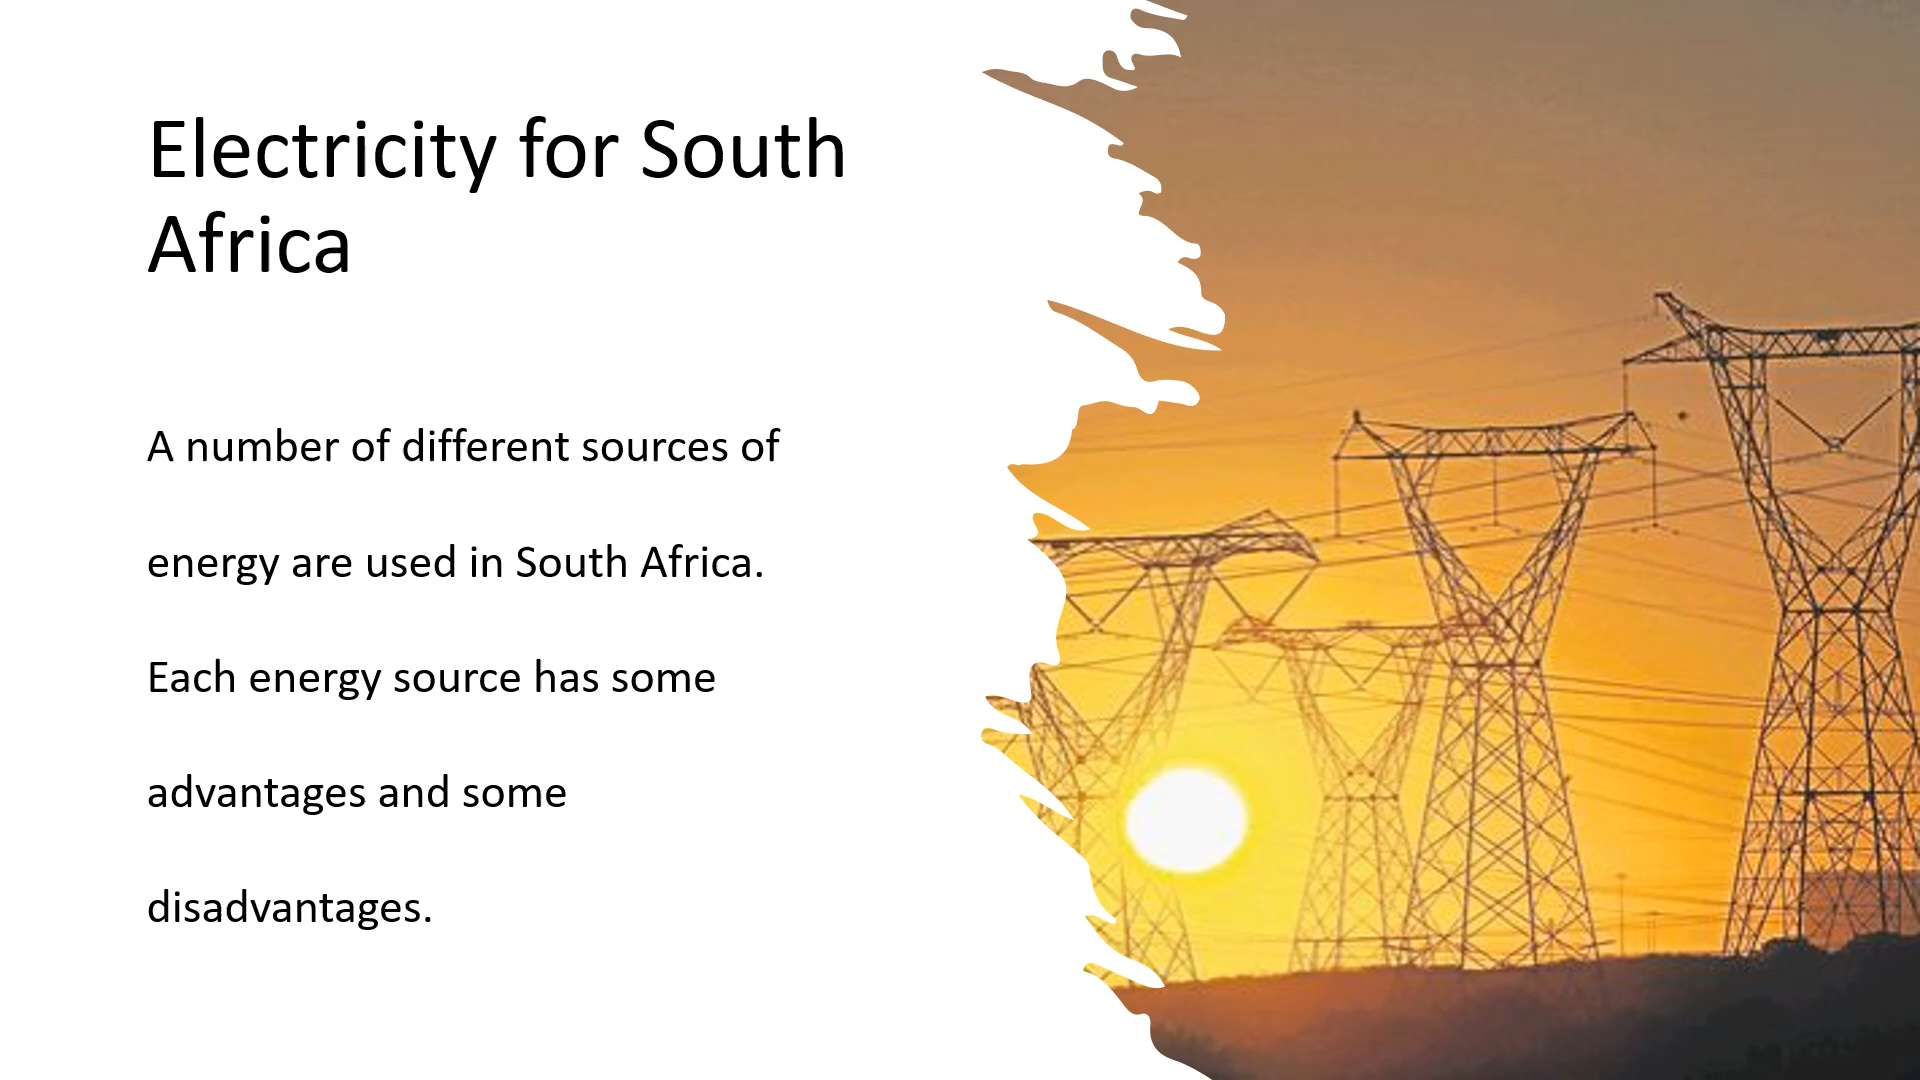 Electricity for South
Africa
A number of different sources of
energy are used in South Africa.
Each energy source has some
advantages and some
disadvantages.